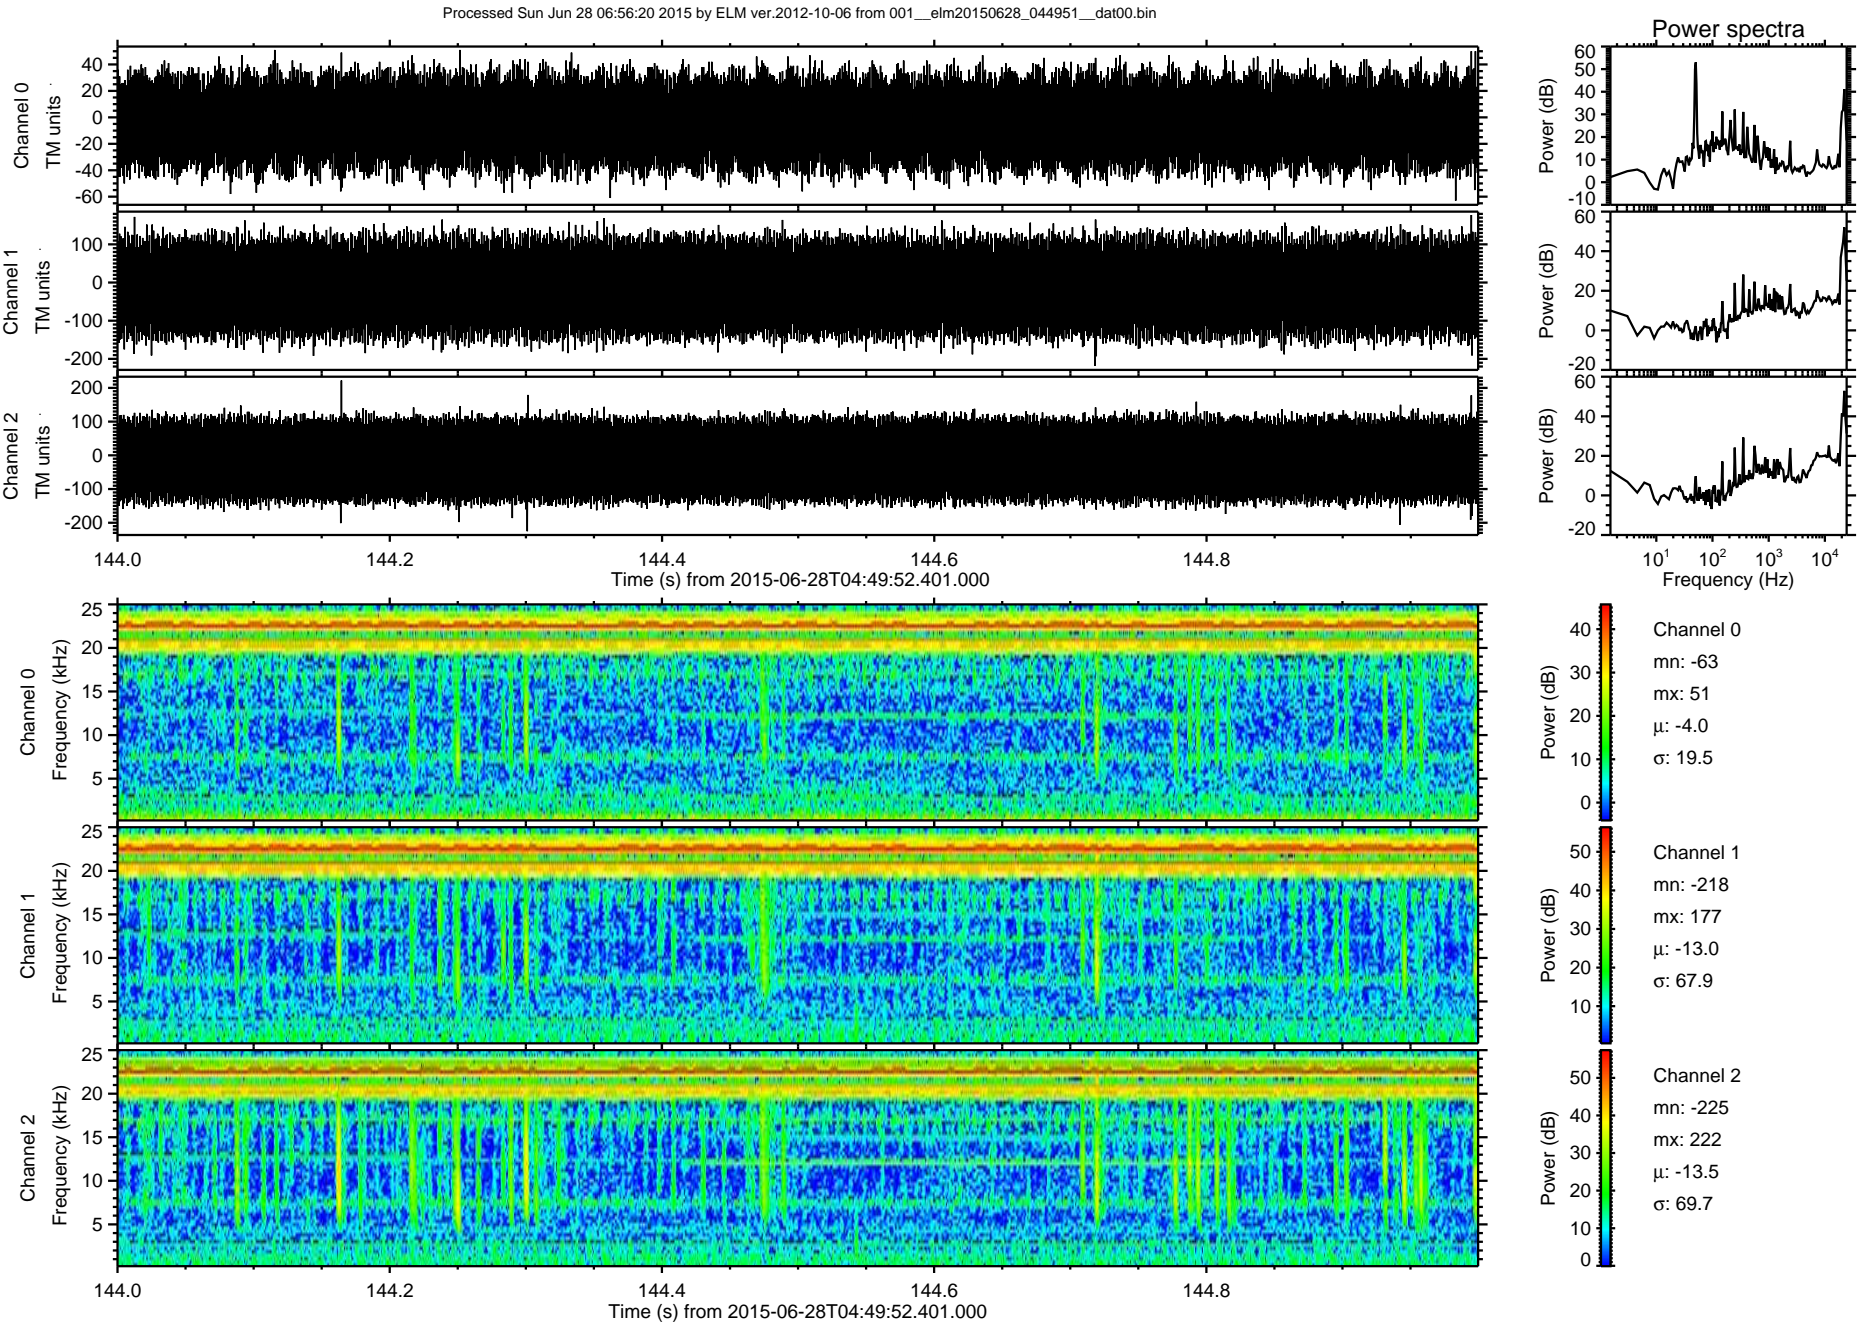 Processed Sun Jun 28 06:56:20 2015 by ELM ver.2012-10-06 from 001__elm20150628_044951__dat00.bin
Power spectra
Channel 0
TM units
40
20
0
-20
-40
-60
Power (dB)
60
50
40
30
20
10
0
-10
Channel 1
TM units
100
0
-100
-200
Power (dB)
60
40
20
0
-20
Channel 2
TM units
200
100
0
-100
-200
Power (dB)
60
40
20
0
-20
144.0 144.2 144.4 144.6 144.8
Time (s) from 2015-06-28T04:49:52.401.000
10¹ 10² 10³ 10⁴
Frequency (Hz)
Channel 0
Frequency (kHz)
25
20
15
10
5
Power (dB)
40
30
20
10
0
Channel 0
mn: -63
mx: 51
μ: -4.0
σ: 19.5
Channel 1
Frequency (kHz)
25
20
15
10
5
Power (dB)
50
40
30
20
10
Channel 1
mn: -218
mx: 177
μ: -13.0
σ: 67.9
Channel 2
Frequency (kHz)
25
20
15
10
5
Power (dB)
50
40
30
20
10
0
Channel 2
mn: -225
mx: 222
μ: -13.5
σ: 69.7
144.0 144.2 144.4 144.6 144.8
Time (s) from 2015-06-28T04:49:52.401.000